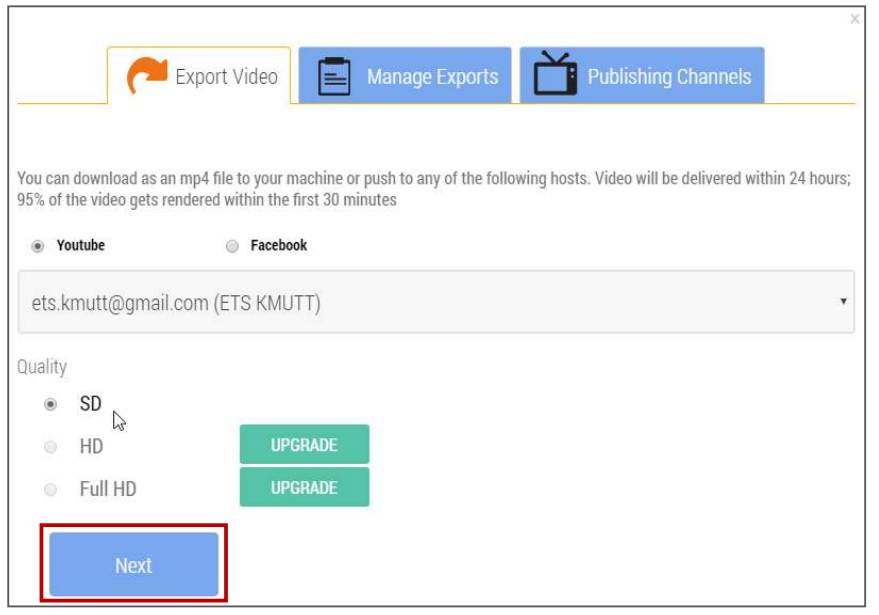 x
Export Video
Manage Exports
Publishing Channels
You can download as an mp4 file to your machine or push to any of the following hosts. Video will be delivered within 24 hours;
95% of the video gets rendered within the first 30 minutes
Youtube
Facebook
ets.kmutt@gmail.com (ETS KMUTT)
Quality
SD
HD
UPGRADE
Full HD
UPGRADE
Next